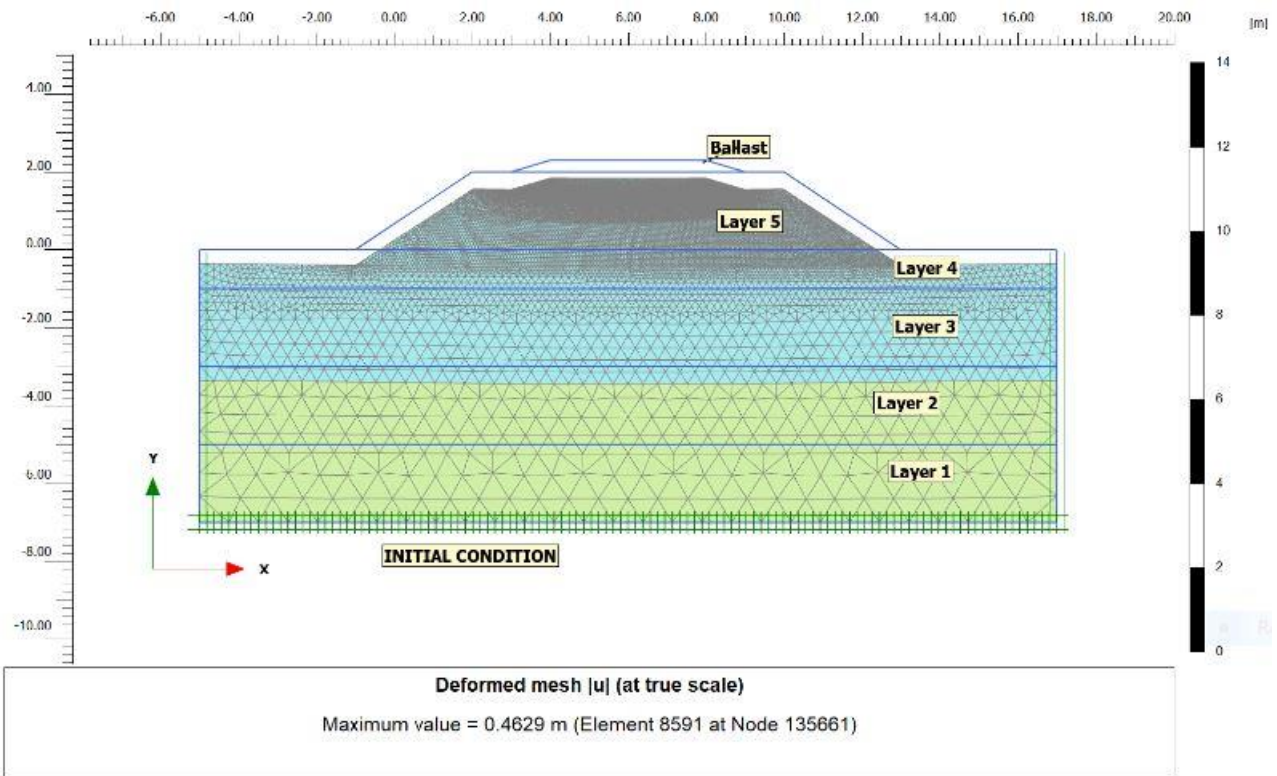 -6.00 -4.00 -2.00 0.00 2.00 4.00 6.00 8.00 10.00 12.00 14.00 16.00 18.00 20.00
[m]
4.00
2.00
0.00
-2.00
-4.00
-6.00
-8.00
-10.00
Ballast
Layer 5
Layer 4
Layer 3
Layer 2
Layer 1
Y
X
INITIAL CONDITION
14
12
10
8
6
4
2
0
Deformed mesh |u| (at true scale)
Maximum value = 0.4629 m (Element 8591 at Node 135661)